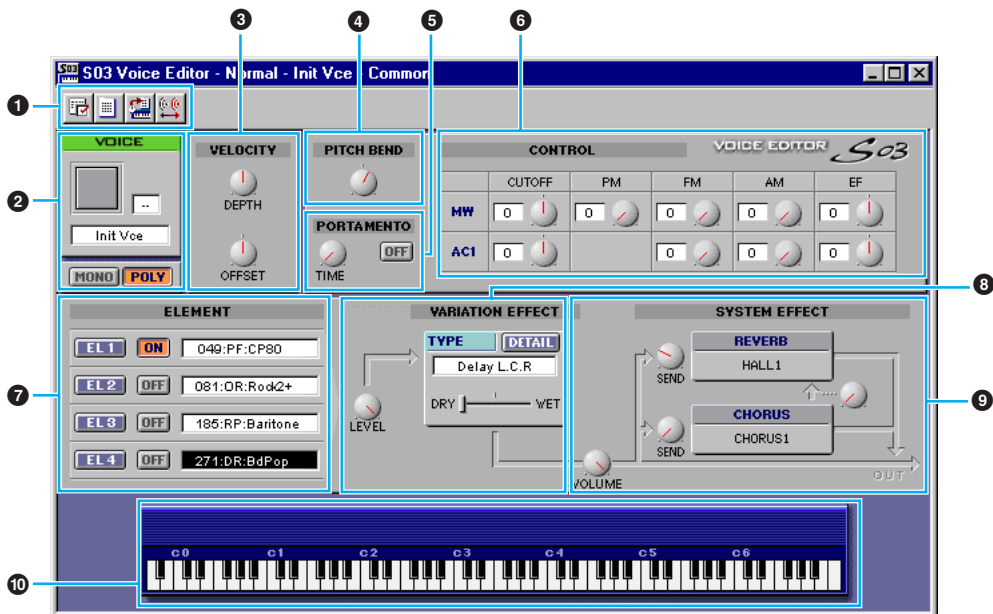 3 4 5 6
S03 Voice Editor - Normal - Init Vce - Common
1
VOICE
VELOCITY
PITCH BEND
CONTROL
VOICE EDITOR S03
2
--
Init Vce
MONO POLY
DEPTH
OFFSET
PORTAMENTO
TIME
OFF
CUTOFF PM FM AM EF
MW 0 0 0 0 0
AC1 0 0 0 0
8
ELEMENT
EL 1 ON 049:PF:CP80
EL 2 OFF 081:OR:Rock2+
EL 3 OFF 185:RP:Baritone
EL 4 OFF 271:DR:BdPop
7
VARIATION EFFECT
TYPE DETAIL
Delay L.C.R
DRY WET
LEVEL
VOLUME
SYSTEM EFFECT
REVERB
HALL1
SEND
CHORUS
CHORUS1
SEND
OUT
9
C0 C1 C2 C3 C4 C5 C6
10